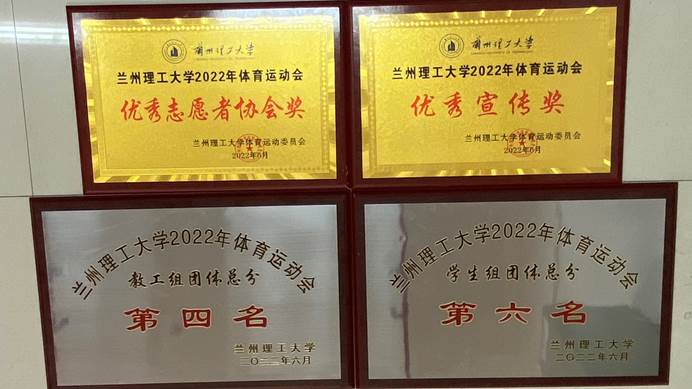 兰州理工大学
兰州理工大学2022年体育运动会
优秀志愿者协会奖
兰州理工大学体育运动委员会
2022年6月
兰州理工大学
兰州理工大学2022年体育运动会
优秀宣传奖
兰州理工大学体育运动委员会
2022年6月
兰州理工大学2022年体育运动会
教工组团体总分
第四名
兰州理工大学
二〇二二年六月
兰州理工大学2022年体育运动会
学生组团体总分
第六名
兰州理工大学
二〇二二年六月